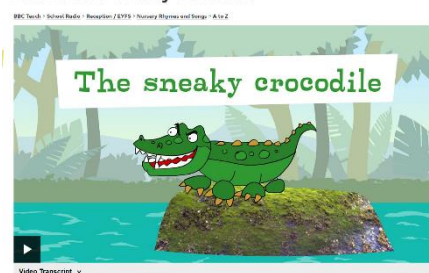 BBC Teach > School Radio > Reception / EYFS > Nursery Rhymes and Songs > A to Z
The sneaky crocodile
Video Transcript